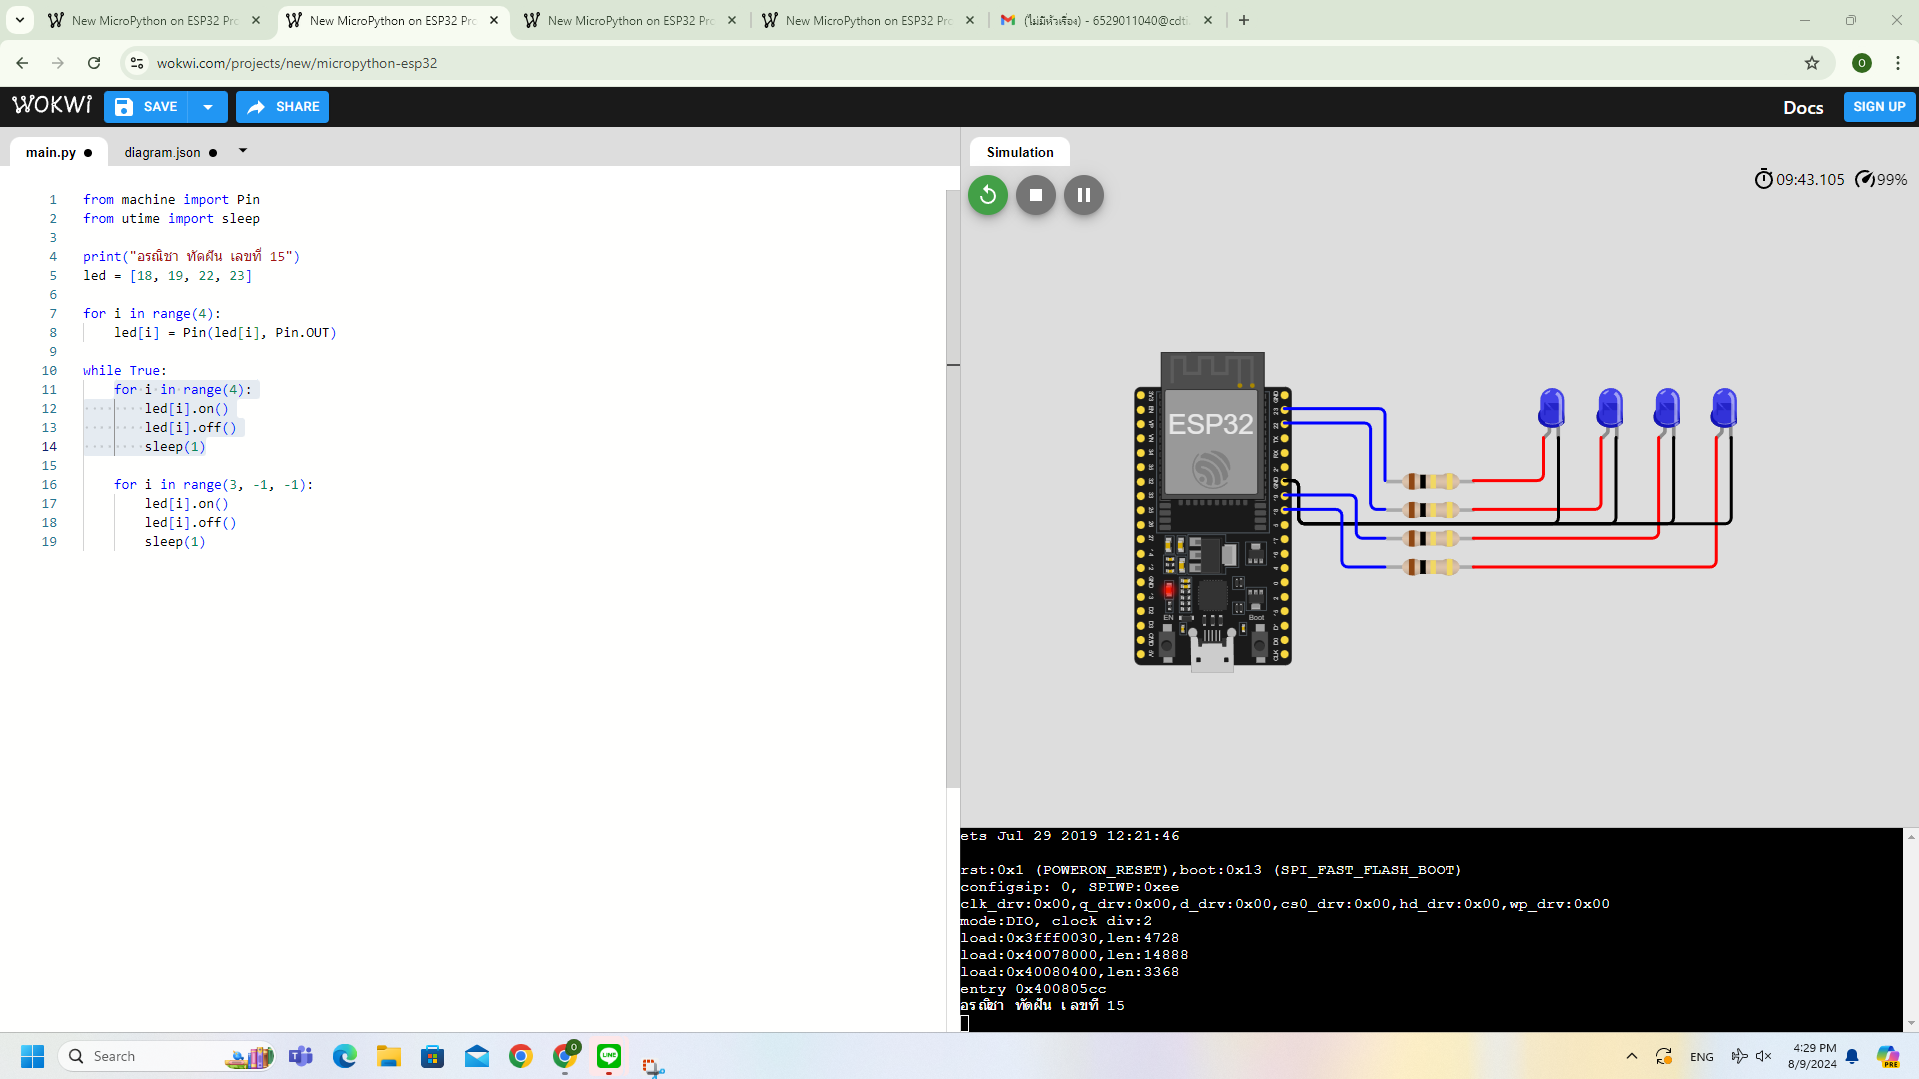 New MicroPython on ESP32 Pro
New MicroPython on ESP32 Pro
New MicroPython on ESP32 Pro
New MicroPython on ESP32 Pro
(ไม่มีหัวเรื่อง) - 6529011040@cdti
wokwi.com/projects/new/micropython-esp32
O
WOKWI
SAVE
SHARE
Docs
SIGN UP
main.py
diagram.json
Simulation
09:43.105
99%
1 from machine import Pin
2 from utime import sleep
3
4 print("อรณิชา ทัดฝัน เลขที่ 15")
5 led = [18, 19, 22, 23]
6
7 for i in range(4):
8 led[i] = Pin(led[i], Pin.OUT)
9
10 while True:
11 for i in range(4):
12 led[i].on()
13 led[i].off()
14 sleep(1)
15
16 for i in range(3, -1, -1):
17 led[i].on()
18 led[i].off()
19 sleep(1)
ESP32
EN
Boot
ets Jul 29 2019 12:21:46
rst:0x1 (POWERON_RESET),boot:0x13 (SPI_FAST_FLASH_BOOT)
configsip: 0, SPIWP:0xee
clk_drv:0x00,q_drv:0x00,d_drv:0x00,cs0_drv:0x00,hd_drv:0x00,wp_drv:0x00
mode:DIO, clock div:2
load:0x3fff0030,len:4728
load:0x40078000,len:14888
load:0x40080400,len:3368
entry 0x400805cc
อรณิชา ทัดฝัน เลขที่ 15
Search
ENG
4:29 PM
8/9/2024